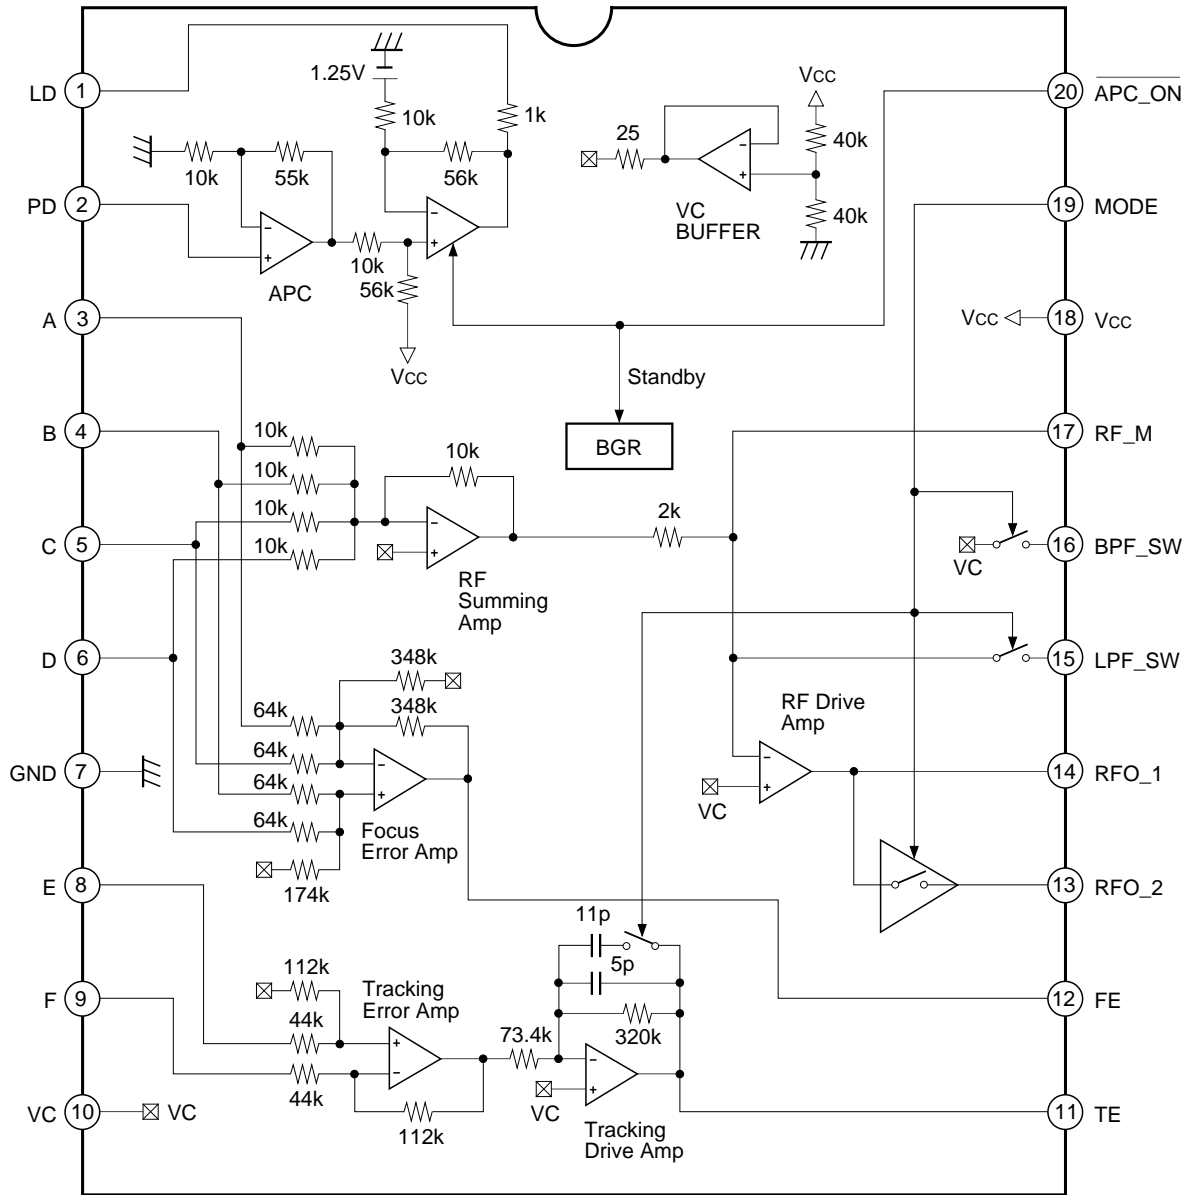 LD 1
PD 2
A 3
B 4
C 5
D 6
GND 7
E 8
F 9
VC 10
VC
1.25V
10k
1k
10k
55k
56k
APC
10k
56k
VCC
25
VC
BUFFER
VCC
40k
40k
Standby
BGR
10k
10k
10k
10k
10k
RF
Summing
Amp
2k
348k
348k
64k
64k
64k
64k
174k
Focus
Error Amp
RF Drive
Amp
VC
VC
112k
44k
44k
112k
Tracking
Error Amp
73.4k
11p
5p
320k
VC
Tracking
Drive Amp
20 APC_ON
19 MODE
VCC 18 VCC
17 RF_M
16 BPF_SW
15 LPF_SW
14 RFO_1
13 RFO_2
12 FE
11 TE